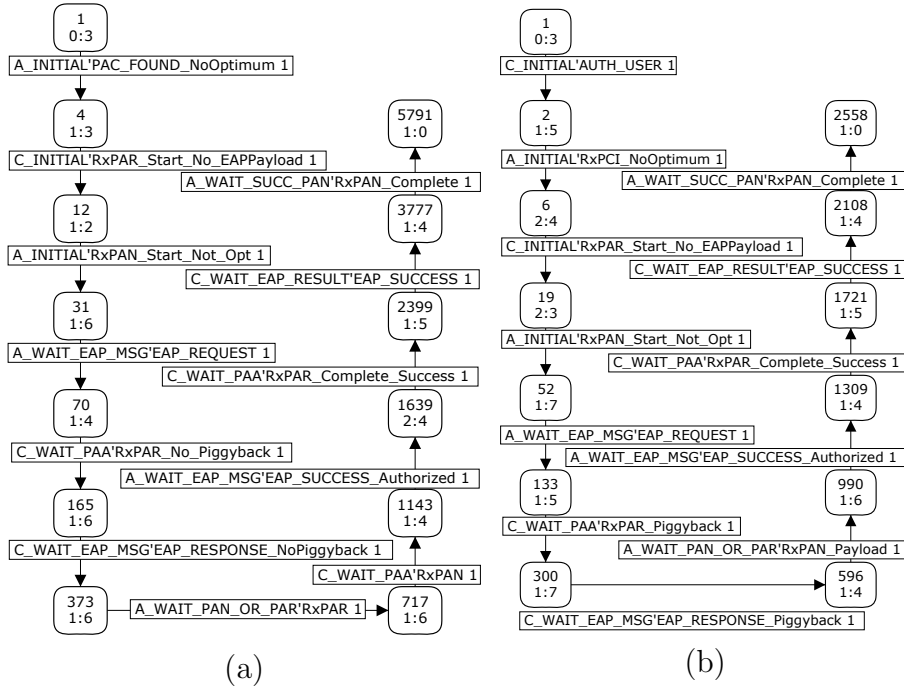 1
0:3
A_INITIAL'PAC_FOUND_NoOptimum 1
4
1:3
C_INITIAL'RxPAR_Start_No_EAPPayload 1
12
1:2
A_INITIAL'RxPAN_Start_Not_Opt 1
31
1:6
A_WAIT_EAP_MSG'EAP_REQUEST 1
70
1:4
C_WAIT_PAA'RxPAR_No_Piggyback 1
165
1:6
C_WAIT_EAP_MSG'EAP_RESPONSE_NoPiggyback 1
373
1:6
A_WAIT_PAN_OR_PAR'RxPAR 1
717
1:6
C_WAIT_PAA'RxPAN 1
1143
1:4
A_WAIT_EAP_MSG'EAP_SUCCESS_Authorized 1
1639
2:4
C_WAIT_PAA'RxPAR_Complete_Success 1
2399
1:5
C_WAIT_EAP_RESULT'EAP_SUCCESS 1
3777
1:4
A_WAIT_SUCC_PAN'RxPAN_Complete 1
5791
1:0
(a)
1
0:3
C_INITIAL'AUTH_USER 1
2
1:5
A_INITIAL'RxPCI_NoOptimum 1
6
2:4
C_INITIAL'RxPAR_Start_No_EAPPayload 1
19
2:3
A_INITIAL'RxPAN_Start_Not_Opt 1
52
1:7
A_WAIT_EAP_MSG'EAP_REQUEST 1
133
1:5
C_WAIT_PAA'RxPAR_Piggyback 1
300
1:7
C_WAIT_EAP_MSG'EAP_RESPONSE_Piggyback 1
596
1:4
A_WAIT_PAN_OR_PAR'RxPAN_Payload 1
990
1:6
A_WAIT_EAP_MSG'EAP_SUCCESS_Authorized 1
1309
1:4
C_WAIT_PAA'RxPAR_Complete_Success 1
1721
1:5
C_WAIT_EAP_RESULT'EAP_SUCCESS 1
2108
1:4
A_WAIT_SUCC_PAN'RxPAN_Complete 1
2558
1:0
(b)